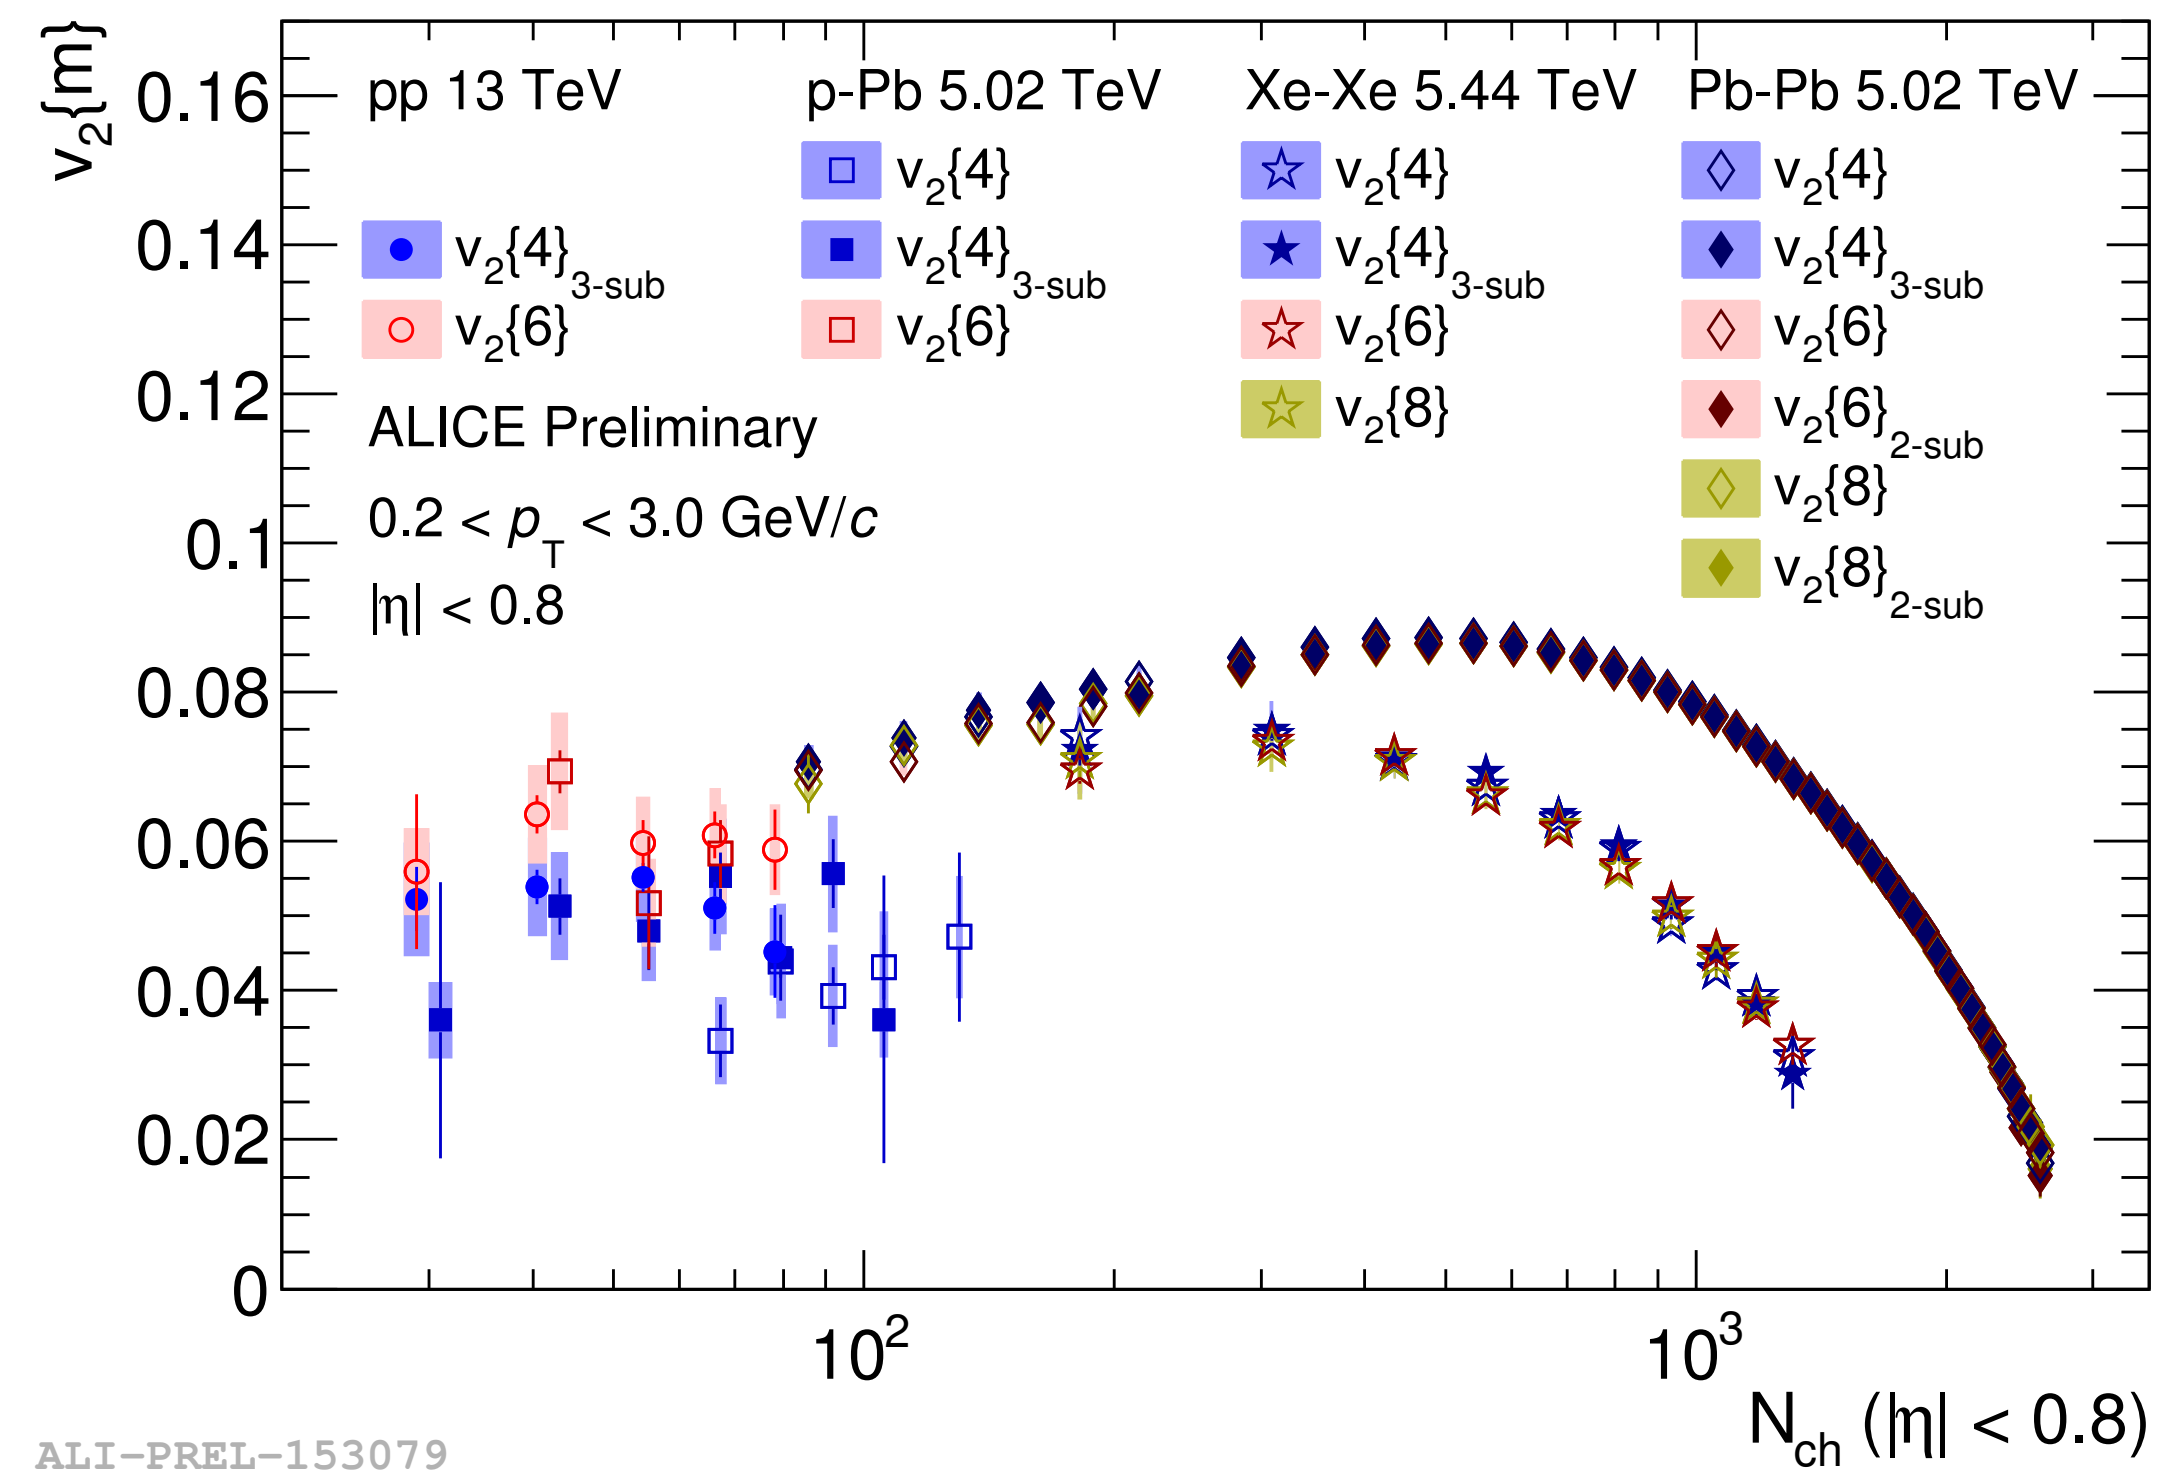 v2{m}
0.16
0.14
0.12
0.1
0.08
0.06
0.04
0.02
0
pp 13 TeV
v2{4}3-sub
v2{6}
p-Pb 5.02 TeV
v2{4}
v2{4}3-sub
v2{6}
Xe-Xe 5.44 TeV
v2{4}
v2{4}3-sub
v2{6}
v2{8}
Pb-Pb 5.02 TeV
v2{4}
v2{4}3-sub
v2{6}
v2{6}2-sub
v2{8}
v2{8}2-sub
ALICE Preliminary
0.2 < pT < 3.0 GeV/c
|η| < 0.8
10²
10³
Nch (|η| < 0.8)
ALI-PREL-153079